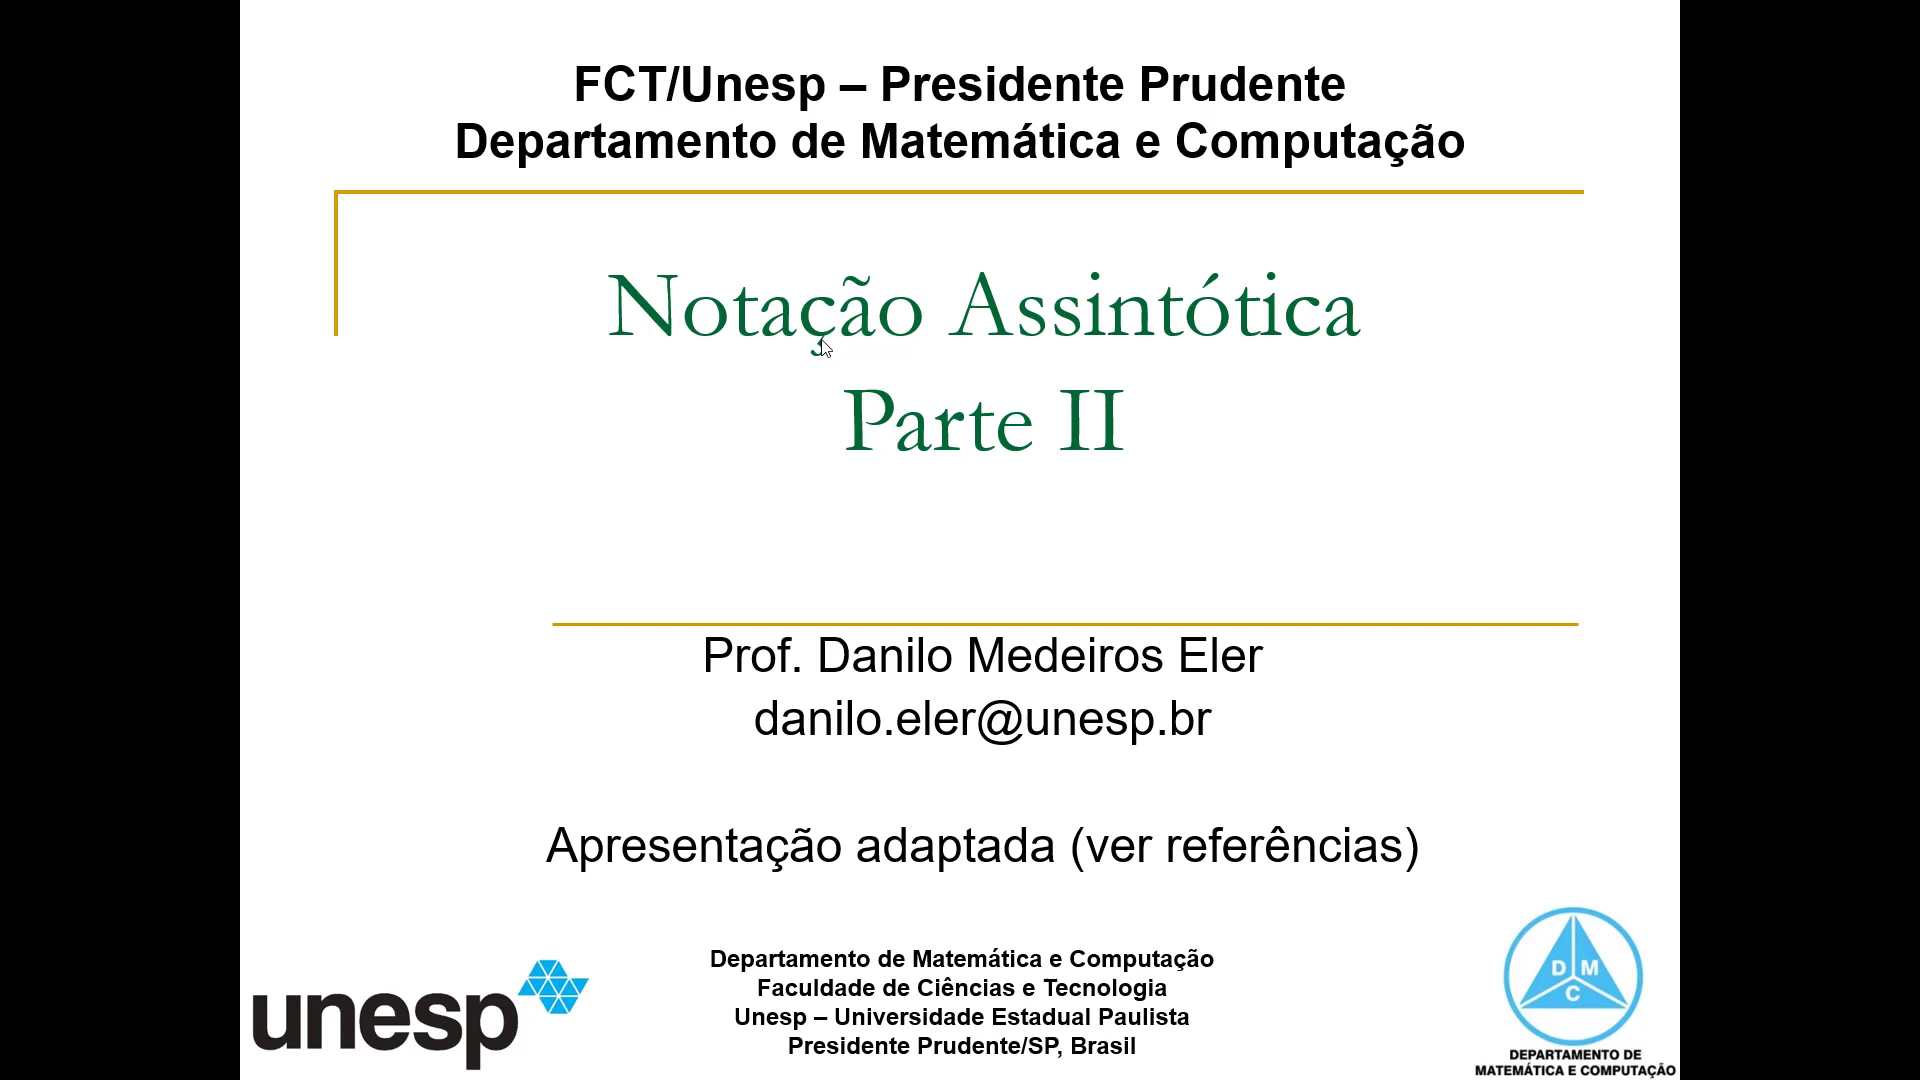 FCT/Unesp – Presidente Prudente
Departamento de Matemática e Computação
Notação Assintótica
Parte II
Prof. Danilo Medeiros Eler
danilo.eler@unesp.br
Apresentação adaptada (ver referências)
unesp
Departamento de Matemática e Computação
Faculdade de Ciências e Tecnologia
Unesp – Universidade Estadual Paulista
Presidente Prudente/SP, Brasil
D M
C
DEPARTAMENTO DE
MATEMÁTICA E COMPUTAÇÃO